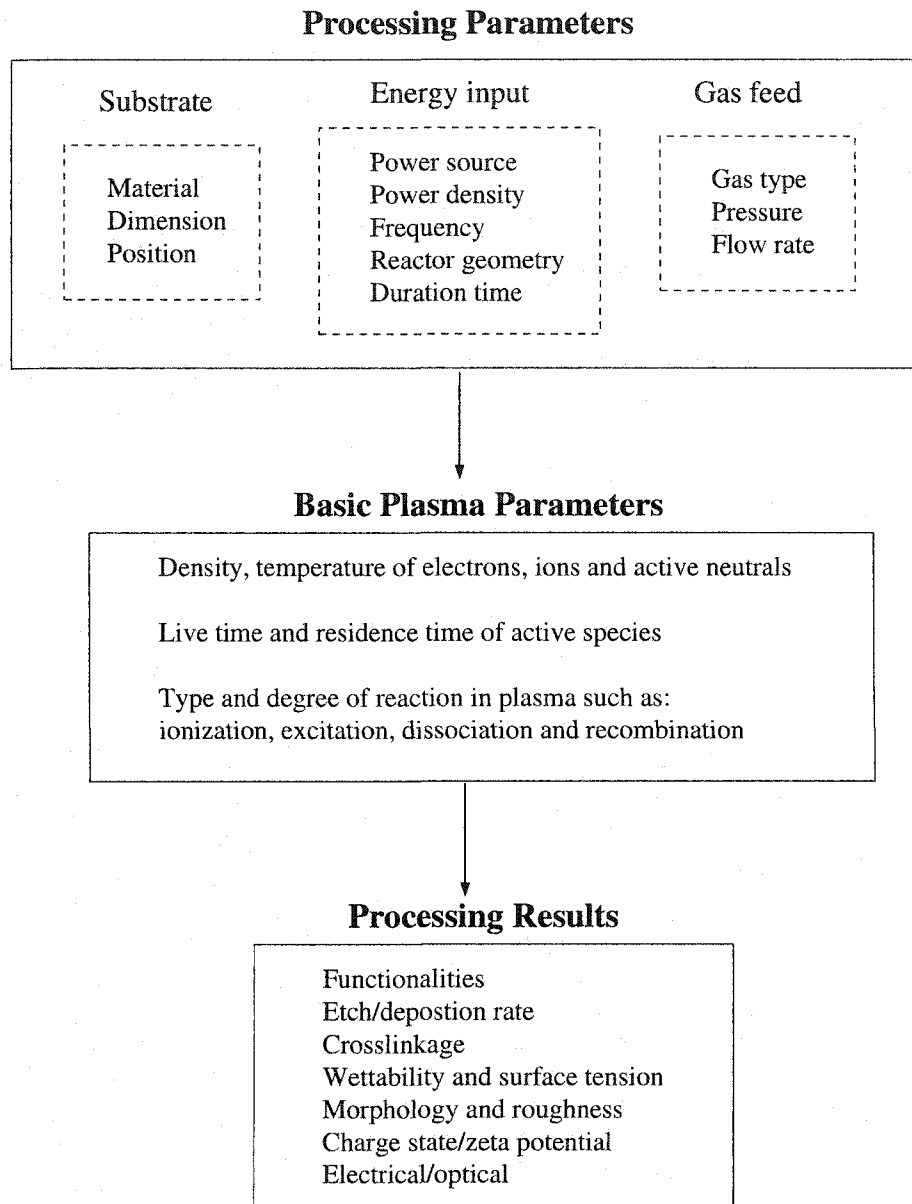 Processing Parameters
Substrate
Material
Dimension
Position
Energy input
Power source
Power density
Frequency
Reactor geometry
Duration time
Gas feed
Gas type
Pressure
Flow rate
Basic Plasma Parameters
Density, temperature of electrons, ions and active neutrals
Live time and residence time of active species
Type and degree of reaction in plasma such as:
ionization, excitation, dissociation and recombination
Processing Results
Functionalities
Etch/depostion rate
Crosslinkage
Wettability and surface tension
Morphology and roughness
Charge state/zeta potential
Electrical/optical